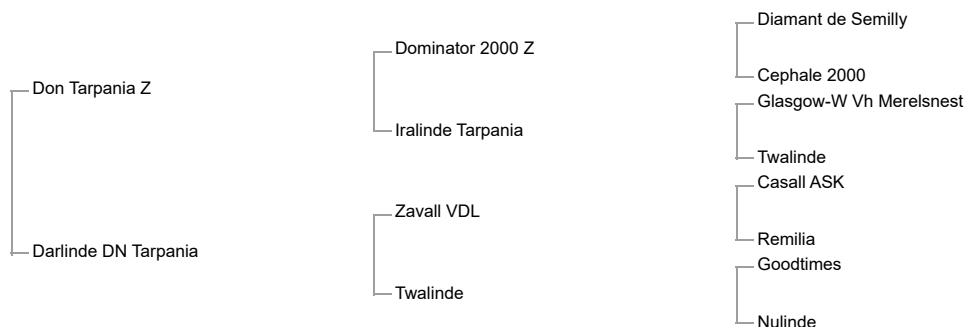 Diamant de Semilly
Dominator 2000 Z
Cephale 2000
Don Tarpania Z
Glasgow-W Vh Merelsnest
Iralinde Tarpania
Twalinde
Casall ASK
Zavall VDL
Remilia
Darlinde DN Tarpania
Goodtimes
Twalinde
Nulinde